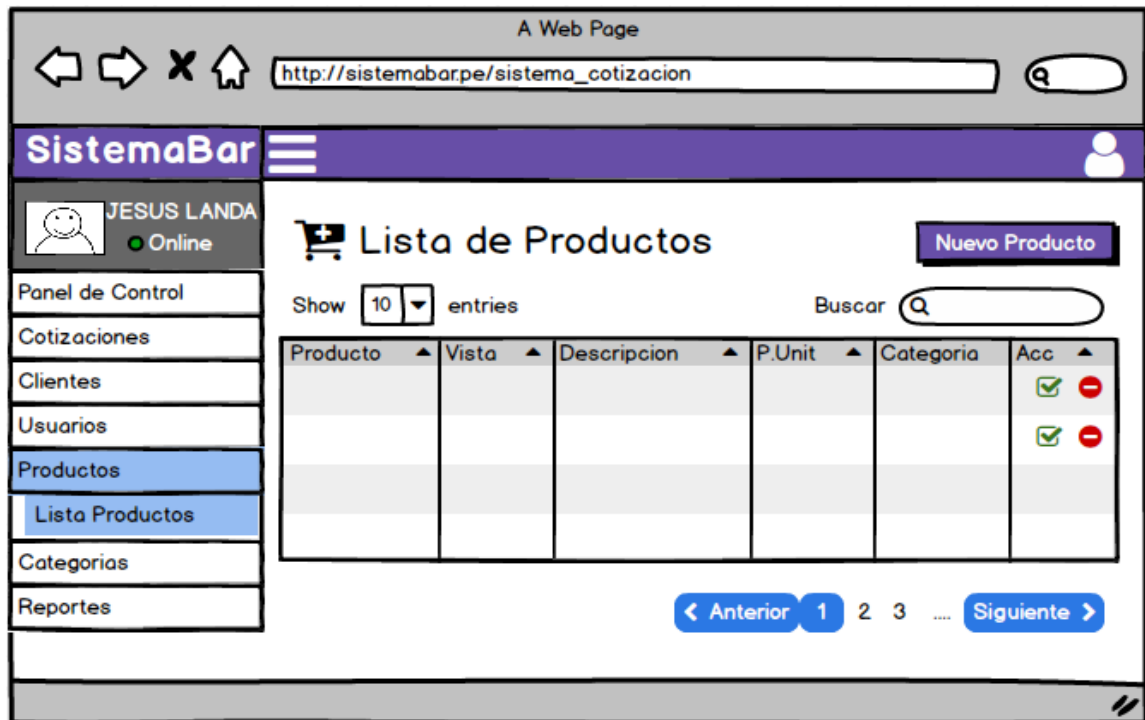 A Web Page
http://sistemabar.pe/sistema_cotizacion
SistemaBar
JESUS LANDA
Online
Panel de Control
Cotizaciones
Clientes
Usuarios
Productos
Lista Productos
Categorias
Reportes
Lista de Productos
Nuevo Producto
Show 10 entries
Buscar
Producto Vista Descripcion P.Unit Categoria Acc
Anterior 1 2 3 .... Siguiente